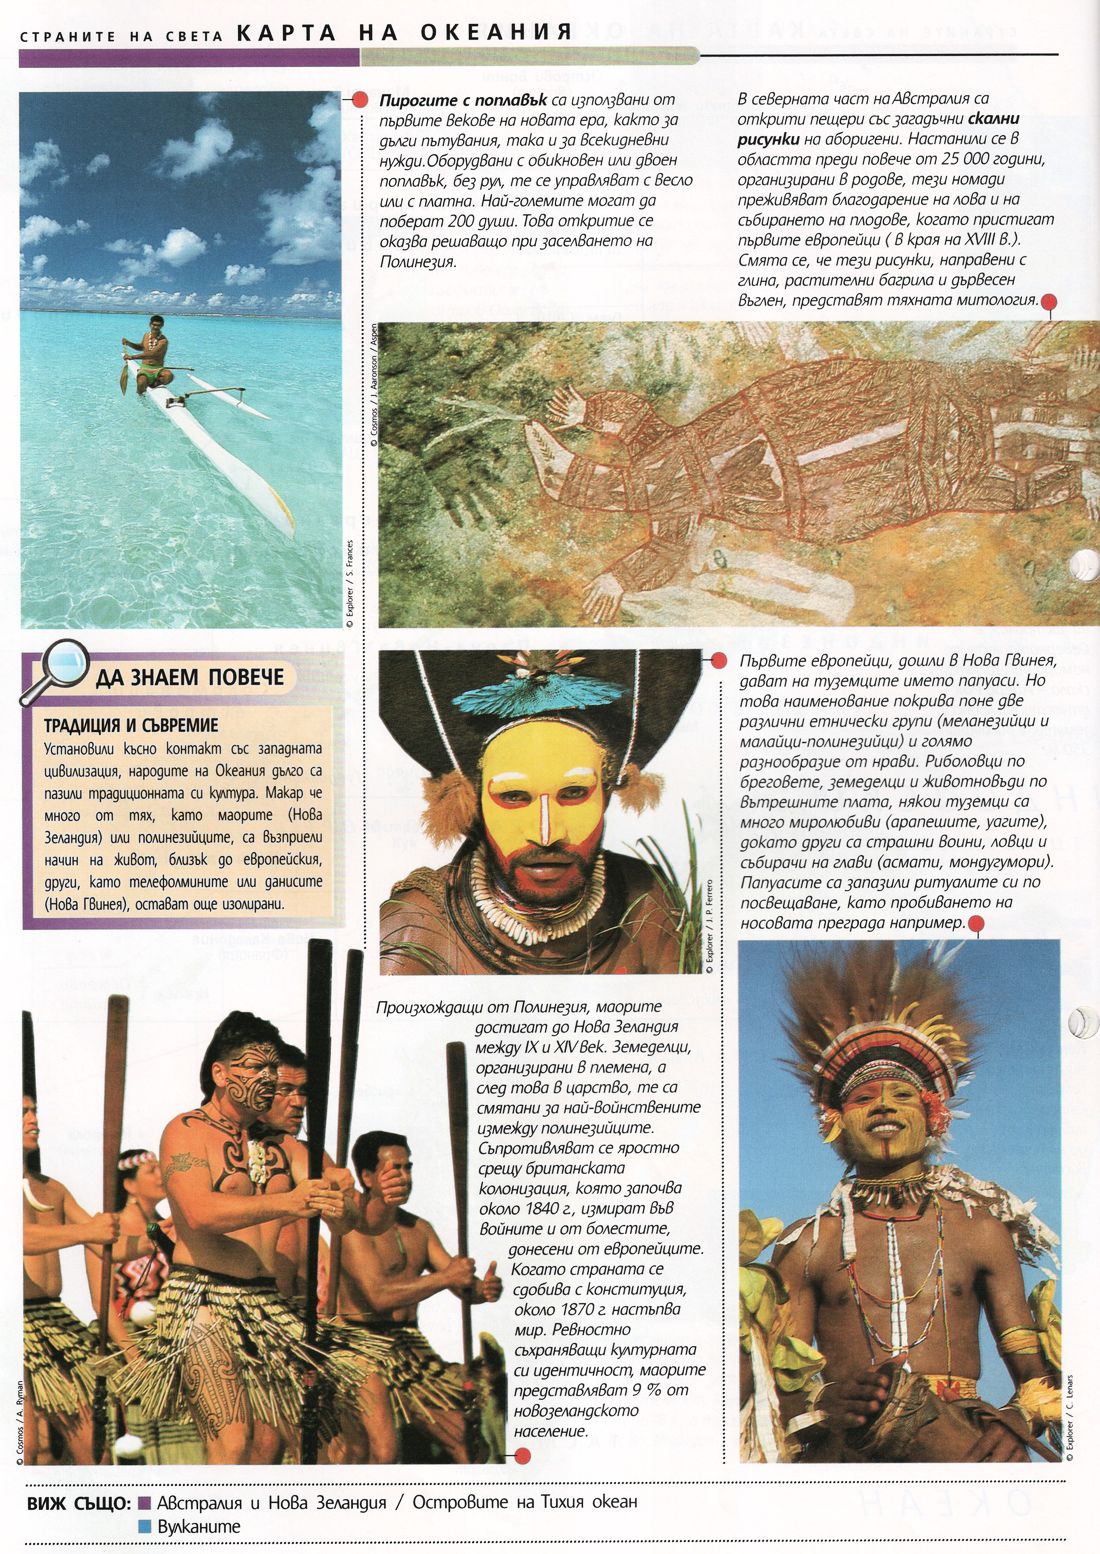 СТРАНИТЕ НА СВЕТА КАРТА НА ОКЕАНИЯ
Пирогите с поплавък са използвани от
първите векове на новата ера, както за
дълги пътувания, така и за всекидневни
нужди.Оборудвани с обикновен или двоен
поплавък, без рул, те се управляват с весло
или с платна. Най-големите могат да
поберат 200 души. Това откритие се
оказва решаващо при заселването на
Полинезия.
В северната част на Австралия са
открити пещери със загадъчни скални
рисунки на аборигени. Настанили се в
областта преди повече от 25 000 години,
организирани в родове, тези номади
преживяват благодарение на лова и на
събирането на плодове, когато пристигат
първите европейци ( в края на XVIII в.).
Смята се, че тези рисунки, направени с
глина, растителни багрила и дървесен
въглен, представят тяхната митология.
© Explorer / S. Frances
© Cosmos / J. Aaronson / Aspen
ДА ЗНАЕМ ПОВЕЧЕ
ТРАДИЦИЯ И СЪВРЕМИЕ
Установили късно контакт със западната
цивилизация, народите на Океания дълго са
пазили традиционната си култура. Макар че
много от тях, като маорите (Нова
Зеландия) или полинезийците, са възприели
начин на живот, близък до европейския,
други, като телефолмините или данисите
(Нова Гвинея), остават още изолирани.
© Explorer / J. P. Ferrero
Първите европейци, дошли в Нова Гвинея,
дават на туземците името папуаси. Но
това наименование покрива поне две
различни етнически групи (меланезийци и
малайци-полинезийци) и голямо
разнообразие от нрави. Риболовци по
бреговете, земеделци и животновъди по
вътрешните плата, някои туземци са
много миролюбиви (арапешите, уагите),
докато други са страшни воини, ловци и
събирачи на глави (асмати, мондугумори).
Папуасите са запазили ритуалите си по
посвещаване, като пробиването на
носовата преграда например.
Произхождащи от Полинезия, маорите
достигат до Нова Зеландия
между IX и XIV век. Земеделци,
организирани в племена, а
след това в царство, те са
смятани за най-войнствените
измежду полинезийците.
Съпротивляват се яростно
срещу британската
колонизация, която започва
около 1840 г, измират във
войните и от болестите,
донесени от европейците.
Когато страната се
сдобива с конституция,
около 1870 г. настъпва
мир. Ревностно
съхраняващи културната
си идентичност, маорите
представляват 9 % от
новозеландското
население.
© Cosmos / A. Ryman
© Explorer / C. Lenars
ВИЖ СЪЩО: Австралия и Нова Зеландия / Островите на Тихия океан
Вулканите